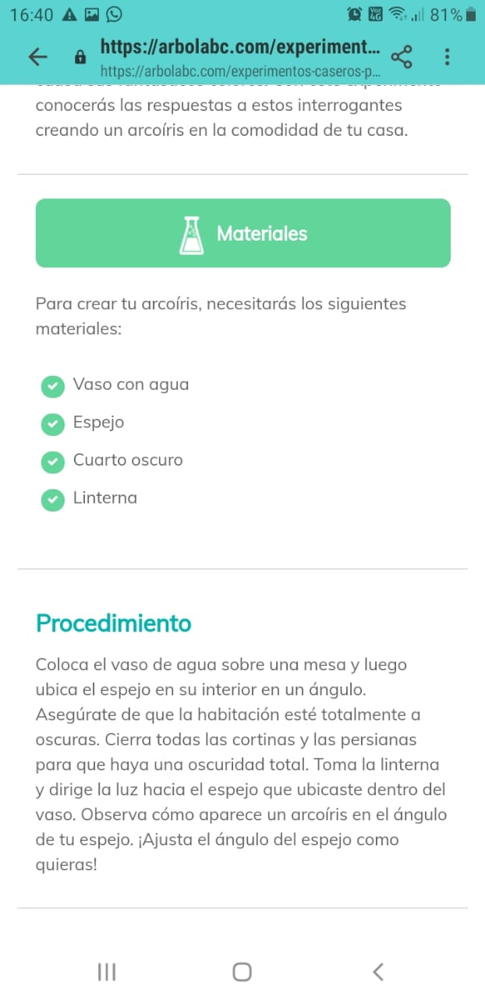 16:40
Voz 4G
81%
https://arbolabc.com/experiment...
https://arbolabc.com/experimentos-caseros-p...
conocerás las respuestas a estos interrogantes
creando un arcoíris en la comodidad de tu casa.
Materiales
Para crear tu arcoíris, necesitarás los siguientes
materiales:
Vaso con agua
Espejo
Cuarto oscuro
Linterna
Procedimiento
Coloca el vaso de agua sobre una mesa y luego
ubica el espejo en su interior en un ángulo.
Asegúrate de que la habitación esté totalmente a
oscuras. Cierra todas las cortinas y las persianas
para que haya una oscuridad total. Toma la linterna
y dirige la luz hacia el espejo que ubicaste dentro del
vaso. Observa cómo aparece un arcoíris en el ángulo
de tu espejo. ¡Ajusta el ángulo del espejo como
quieras!